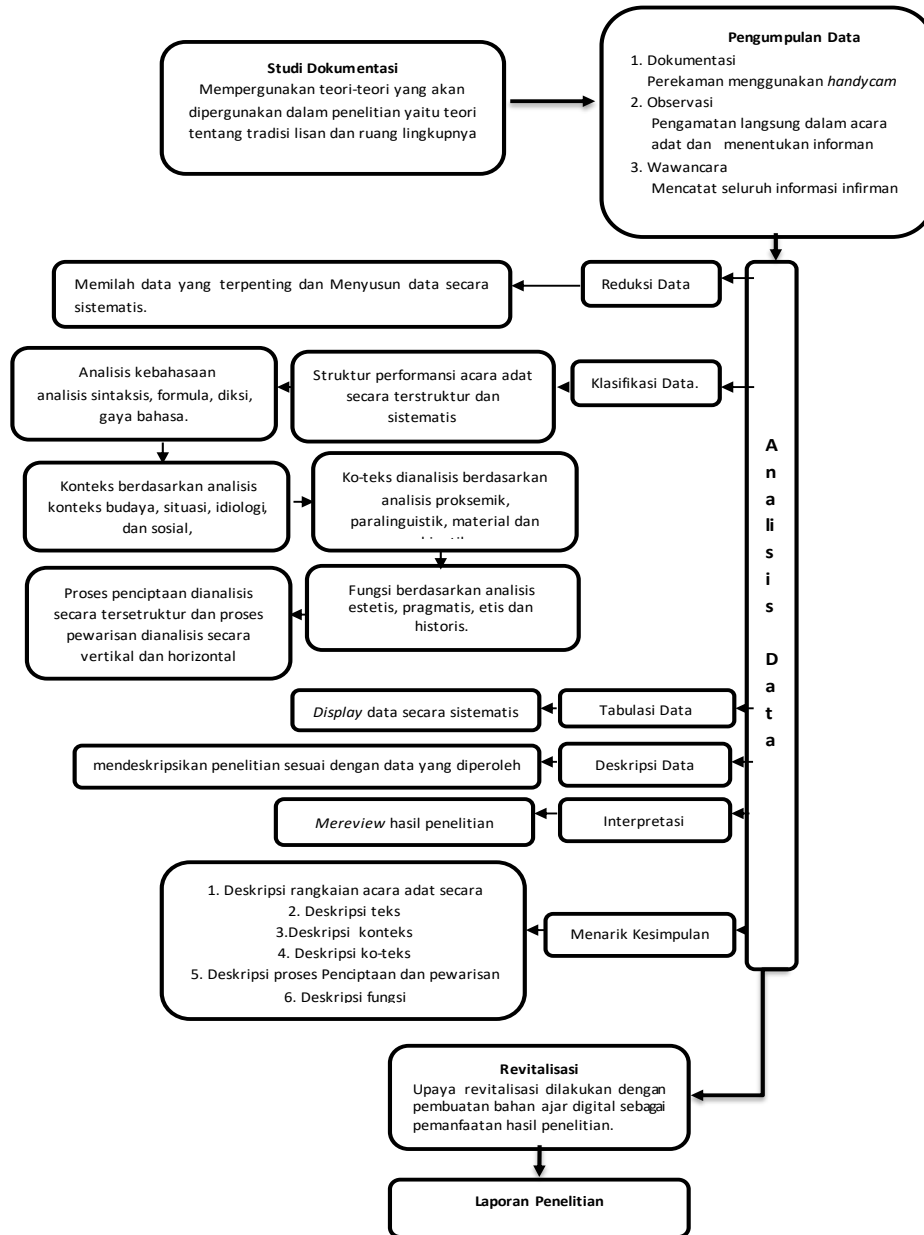 Studi Dokumentasi
Mempergunakan teori-teori yang akan
dipergunakan dalam penelitian yaitu teori
tentang tradisi lisan dan ruang lingkupnya
Pengumpulan Data
1. Dokumentasi
Perekaman menggunakan handycam
2. Observasi
Pengamatan langsung dalam acara
adat dan menentukan informan
3. Wawancara
Mencatat seluruh informasi infirman
Reduksi Data
Memilah data yang terpenting dan Menyusun data secara
sistematis.
Klasifikasi Data.
Struktur performansi acara adat
secara terstruktur dan
sistematis
Analisis kebahasaan
analisis sintaksis, formula, diksi,
gaya bahasa.
Konteks berdasarkan analisis
konteks budaya, situasi, idiologi,
dan sosial,
Ko-teks dianalisis berdasarkan
analisis proksemik,
paralinguistik, material dan
Fungsi berdasarkan analisis
estetis, pragmatis, etis dan
historis.
Proses penciptaan dianalisis
secara tersetruktur dan proses
pewarisan dianalisis secara
vertikal dan horizontal
Tabulasi Data
Display data secara sistematis
Deskripsi Data
mendeskripsikan penelitian sesuai dengan data yang diperoleh
Interpretasi
Mereview hasil penelitian
Menarik Kesimpulan
1. Deskripsi rangkaian acara adat secara
2. Deskripsi teks
3.Deskripsi konteks
4. Deskripsi ko-teks
5. Deskripsi proses Penciptaan dan pewarisan
6. Deskripsi fungsi
Analisis Data
Revitalisasi
Upaya revitalisasi dilakukan dengan
pembuatan bahan ajar digital sebagai
pemanfaatan hasil penelitian.
Laporan Penelitian